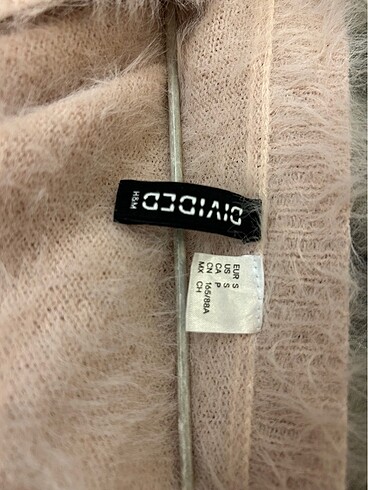 DIVIDED
H&M
EUR S
US S
CA P
CN 165/88A
MX CH